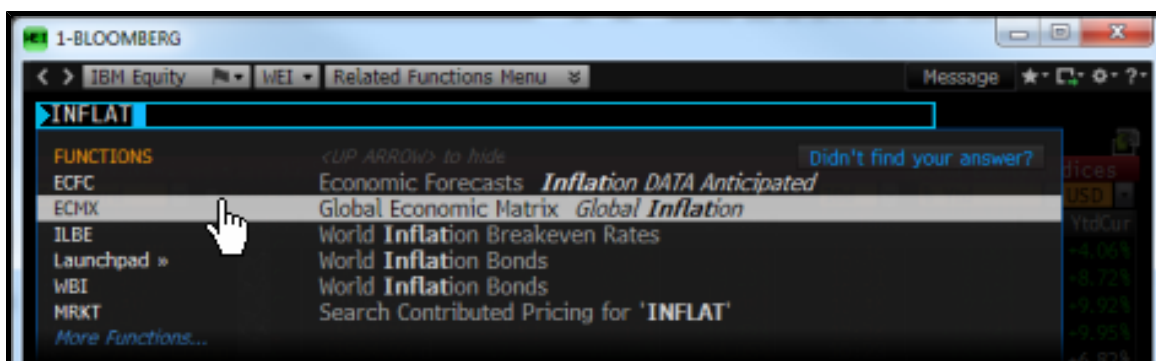 1-BLOOMBERG
IBM Equity WEI Related Functions Menu Message ?
INFLAT
FUNCTIONS <UP ARROW> to hide Didn't find your answer?
ECFC Economic Forecasts Inflation DATA Anticipated
ECMX Global Economic Matrix Global Inflation
ILBE World Inflation Breakeven Rates
Launchpad » World Inflation Bonds
WBI World Inflation Bonds
MRKT Search Contributed Pricing for 'INFLAT'
More Functions...
dices
USD
YtdCur
-4.06%
-8.72%
-9.92%
-9.95%